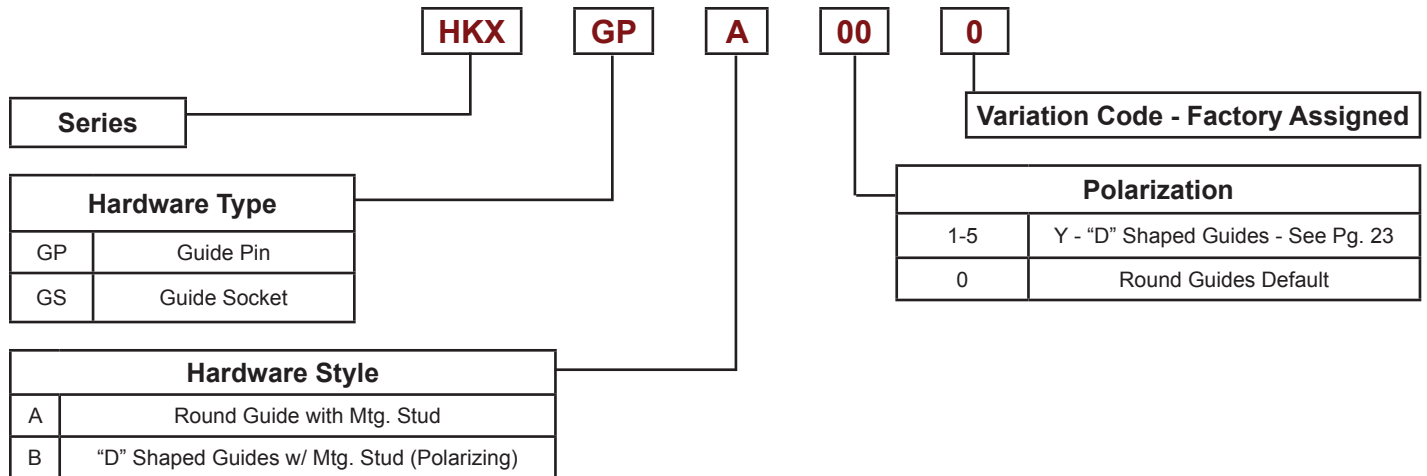 HKX GP A 00 0
Series
Variation Code - Factory Assigned
Hardware Type
GP Guide Pin
GS Guide Socket
Polarization
1-5 Y - “D” Shaped Guides - See Pg. 23
0 Round Guides Default
Hardware Style
A Round Guide with Mtg. Stud
B “D” Shaped Guides w/ Mtg. Stud (Polarizing)